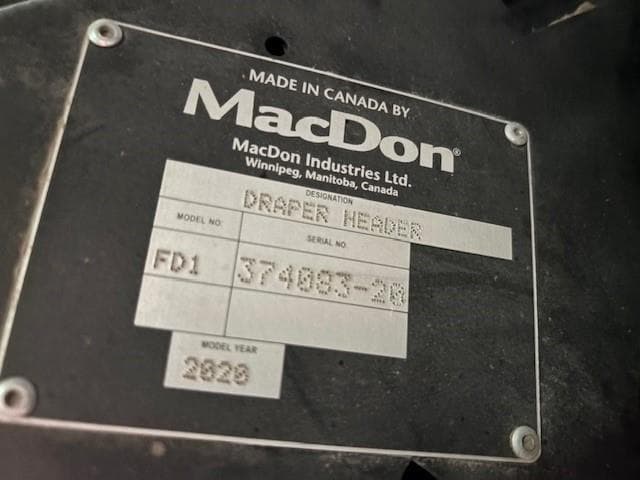 MADE IN CANADA BY
MacDon®
MacDon Industries Ltd.
Winnipeg, Manitoba, Canada
DESIGNATION
DRAPER HEADER
MODEL NO: SERIAL NO
FD1 374083-20
MODEL YEAR
2020